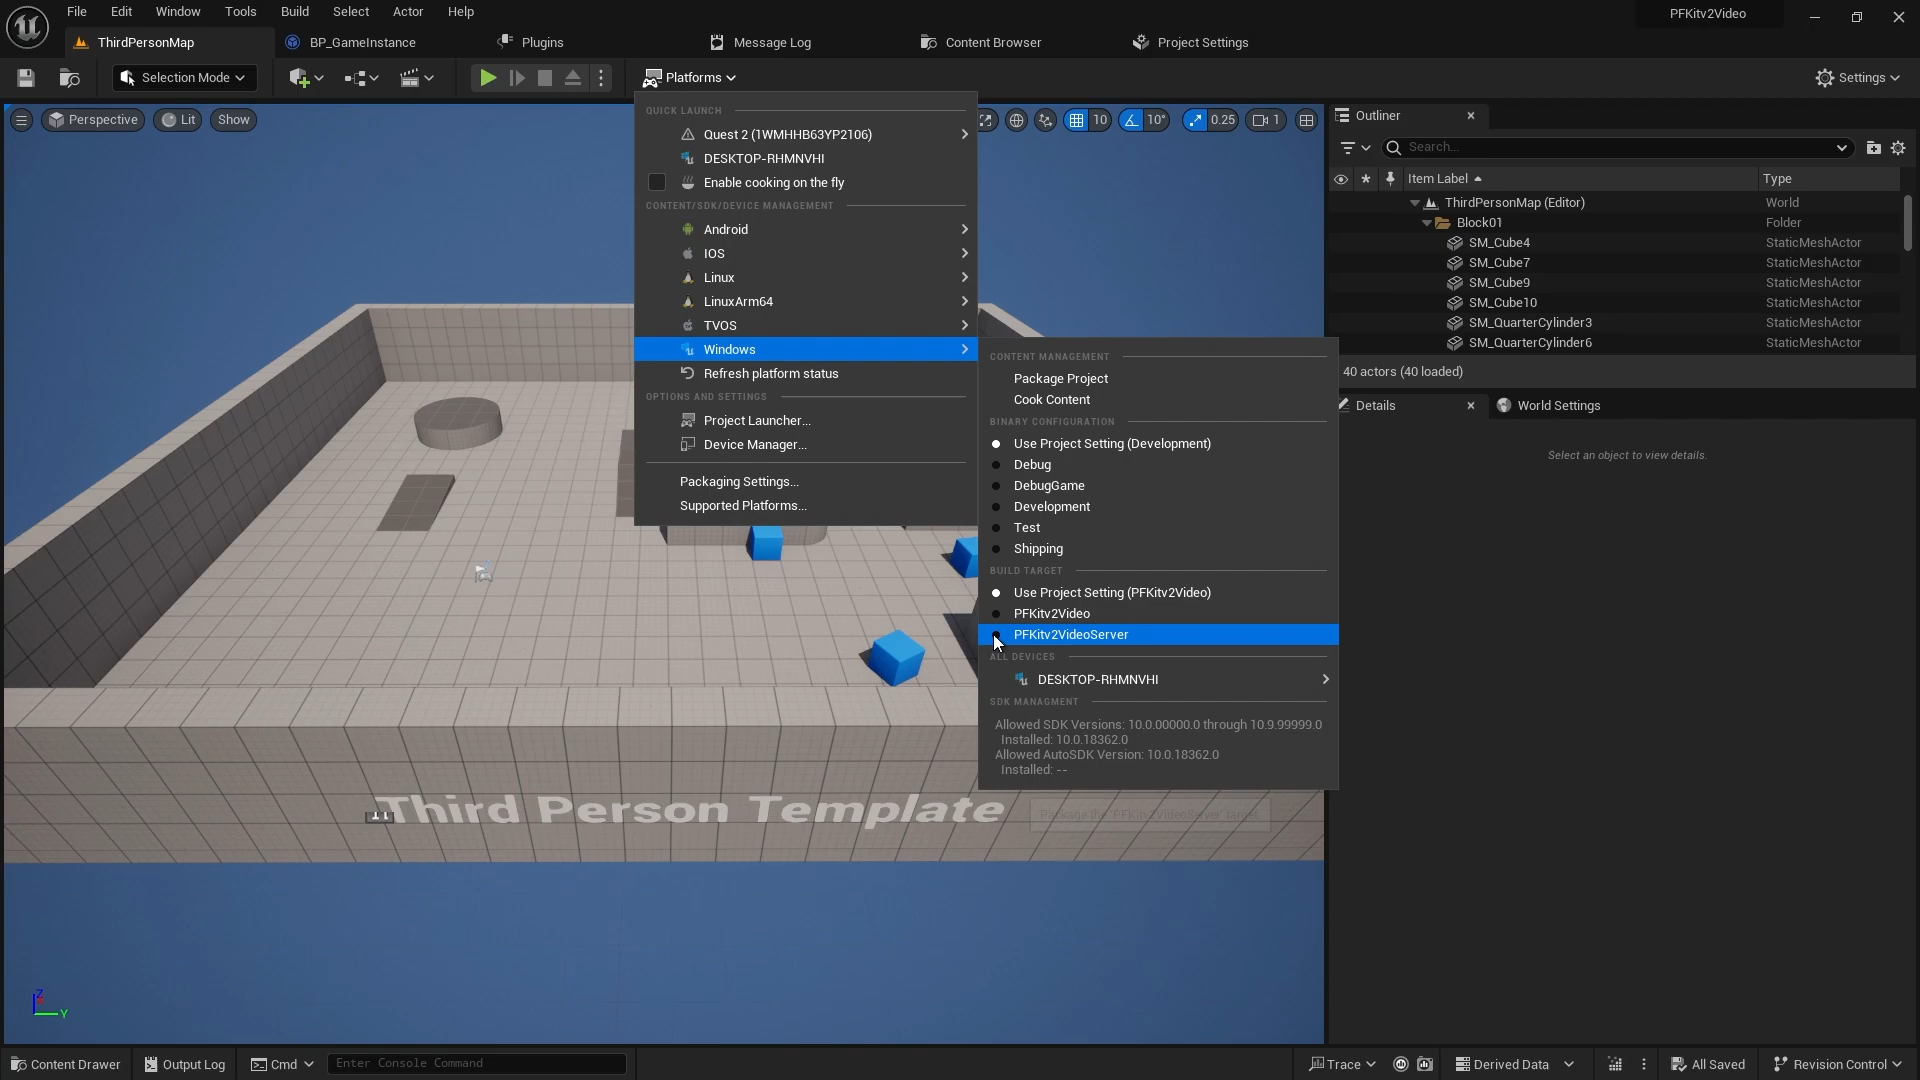 File Edit Window Tools Build Select Actor Help
PFKitv2Video
ThirdPersonMap
BP_GameInstance
Plugins
Message Log
Content Browser
Project Settings
Selection Mode
Platforms
Settings
Perspective
Lit
Show
10
10°
0.25
1
QUICK LAUNCH
Quest 2 (1WMHHB63YP2106)
DESKTOP-RHMNVHI
Enable cooking on the fly
CONTENT/SDK/DEVICE MANAGEMENT
Android
IOS
Linux
LinuxArm64
TVOS
Windows
Refresh platform status
OPTIONS AND SETTINGS
Project Launcher...
Device Manager...
Packaging Settings...
Supported Platforms...
CONTENT MANAGEMENT
Package Project
Cook Content
BINARY CONFIGURATION
Use Project Setting (Development)
Debug
DebugGame
Development
Test
Shipping
BUILD TARGET
Use Project Setting (PFKitv2Video)
PFKitv2Video
PFKitv2VideoServer
ALL DEVICES
DESKTOP-RHMNVHI
SDK MANAGMENT
Allowed SDK Versions: 10.0.00000.0 through 10.9.99999.0
Installed: 10.0.18362.0
Allowed AutoSDK Version: 10.0.18362.0
Installed: --
Package the 'PFKitv2VideoServer' target.
Third Person Template
Outliner
Search...
Item Label Type
ThirdPersonMap (Editor) World
Block01 Folder
SM_Cube4 StaticMeshActor
SM_Cube7 StaticMeshActor
SM_Cube9 StaticMeshActor
SM_Cube10 StaticMeshActor
SM_QuarterCylinder3 StaticMeshActor
SM_QuarterCylinder6 StaticMeshActor
40 actors (40 loaded)
Details
World Settings
Select an object to view details.
Z
Y
Content Drawer
Output Log
Cmd
Enter Console Command
Trace
Derived Data
All Saved
Revision Control